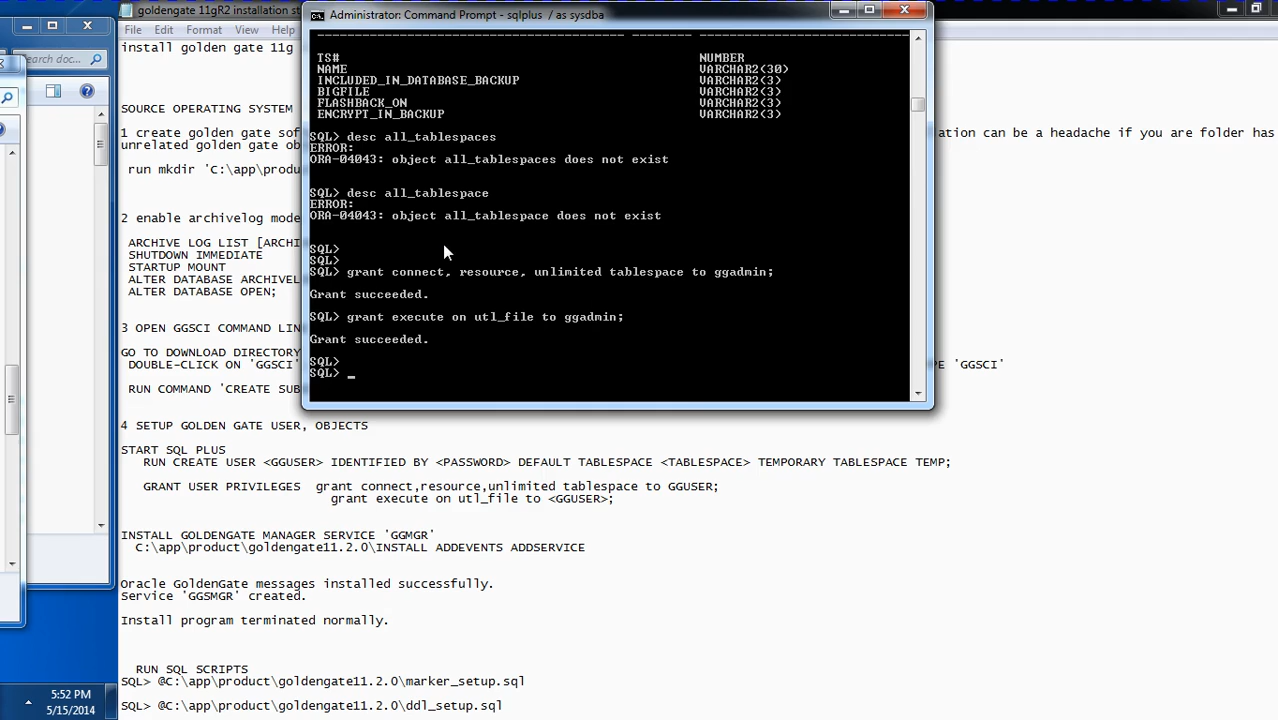 goldengate 11gR2 installation st
File Edit Format View Help
earch doc...
install golden gate 11g
Administrator: Command Prompt - sqlplus / as sysdba
TS# NUMBER
NAME VARCHAR2(30)
INCLUDED_IN_DATABASE_BACKUP VARCHAR2(3)
BIGFILE VARCHAR2(3)
FLASHBACK_ON VARCHAR2(3)
ENCRYPT_IN_BACKUP VARCHAR2(3)
SQL> desc all_tablespaces
ERROR:
ORA-04043: object all_tablespaces does not exist
SQL> desc all_tablespace
ERROR:
ORA-04043: object all_tablespace does not exist
SQL>
SQL>
SQL> grant connect, resource, unlimited tablespace to ggadmin;
Grant succeeded.
SQL> grant execute on utl_file to ggadmin;
Grant succeeded.
SQL>
SQL> _
SOURCE OPERATING SYSTEM
1 create golden gate sof ation can be a headache if you are folder has
unrelated golden gate ob
run mkdir 'C:\app\produ
2 enable archivelog mode
ARCHIVE LOG LIST [ARCHI
SHUTDOWN IMMEDIATE
STARTUP MOUNT
ALTER DATABASE ARCHIVEL
ALTER DATABASE OPEN;
3 OPEN GGSCI COMMAND LIN
GO TO DOWNLOAD DIRECTORY
DOUBLE-CLICK ON 'GGSCI' PE 'GGSCI'
RUN COMMAND 'CREATE SUB
4 SETUP GOLDEN GATE USER, OBJECTS
START SQL PLUS
RUN CREATE USER <GGUSER> IDENTIFIED BY <PASSWORD> DEFAULT TABLESPACE <TABLESPACE> TEMPORARY TABLESPACE TEMP;
GRANT USER PRIVILEGES grant connect,resource,unlimited tablespace to GGUSER;
grant execute on utl_file to <GGUSER>;
INSTALL GOLDENGATE MANAGER SERVICE 'GGMGR'
C:\app\product\goldengate11.2.0\INSTALL ADDEVENTS ADDSERVICE
Oracle GoldenGate messages installed successfully.
Service 'GGSMGR' created.
Install program terminated normally.
RUN SQL SCRIPTS
SQL> @C:\app\product\goldengate11.2.0\marker_setup.sql
SQL> @C:\app\product\goldengate11.2.0\ddl_setup.sql
5:52 PM
5/15/2014